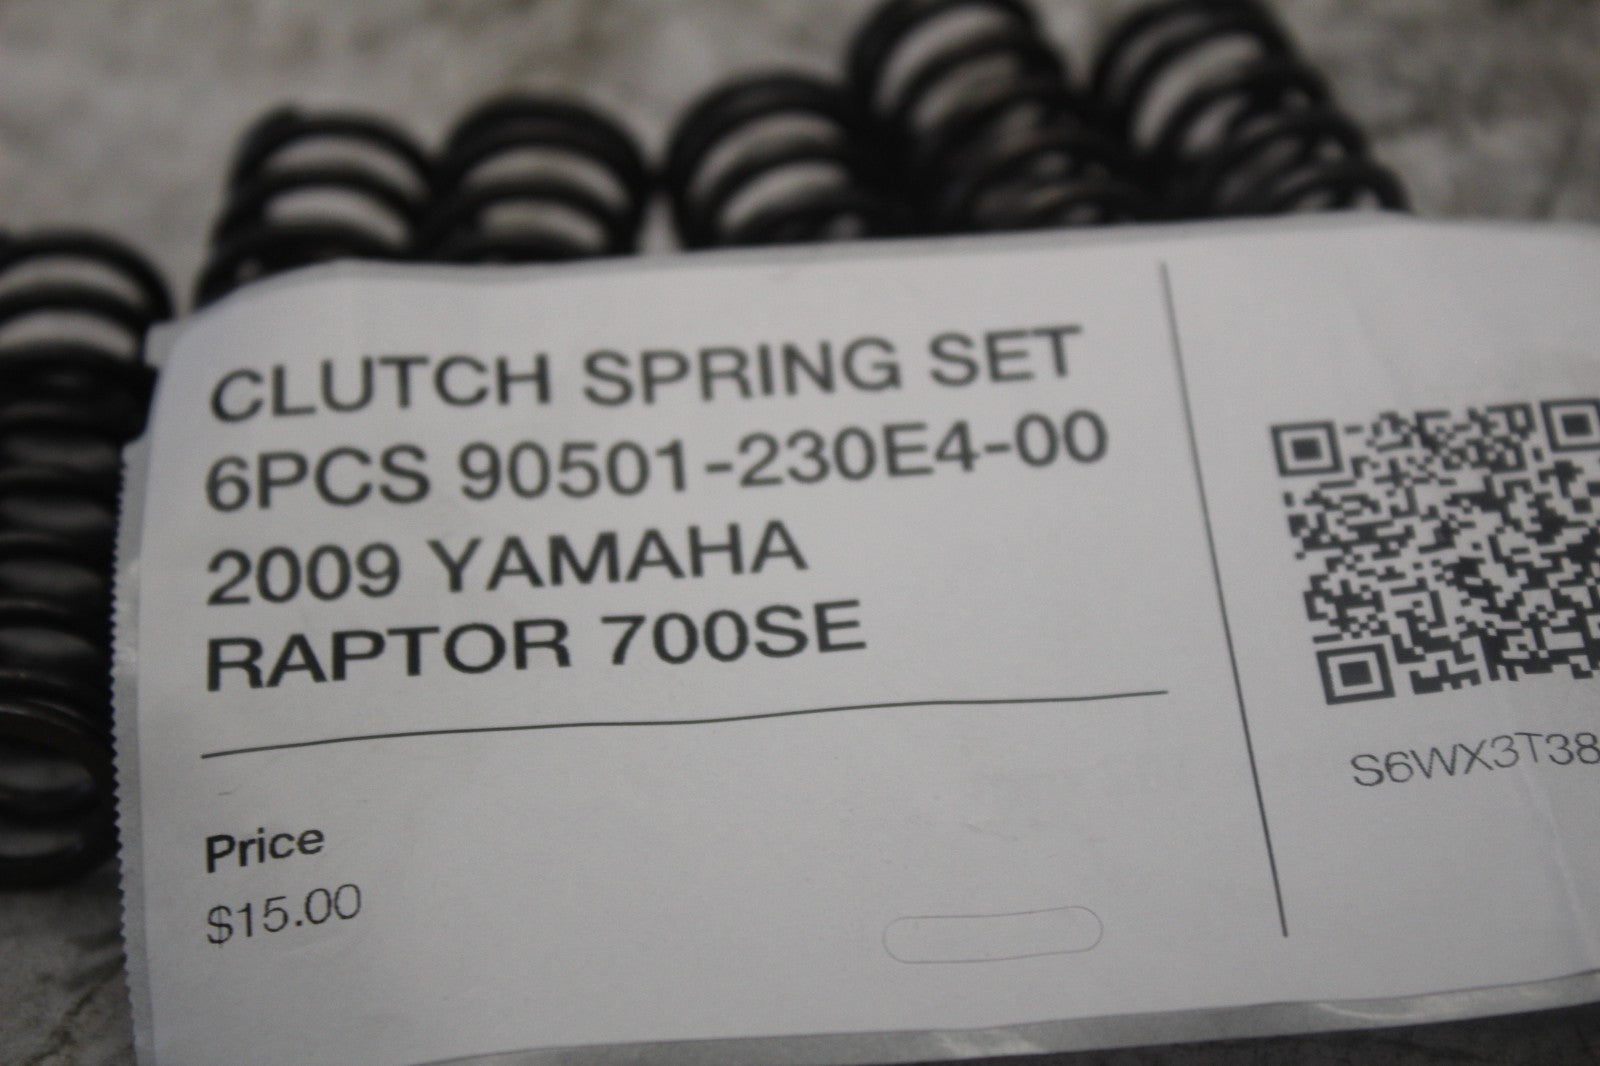 CLUTCH SPRING SET
6PCS 90501-230E4-00
2009 YAMAHA
RAPTOR 700SE
Price
$15.00
S6WX3T38